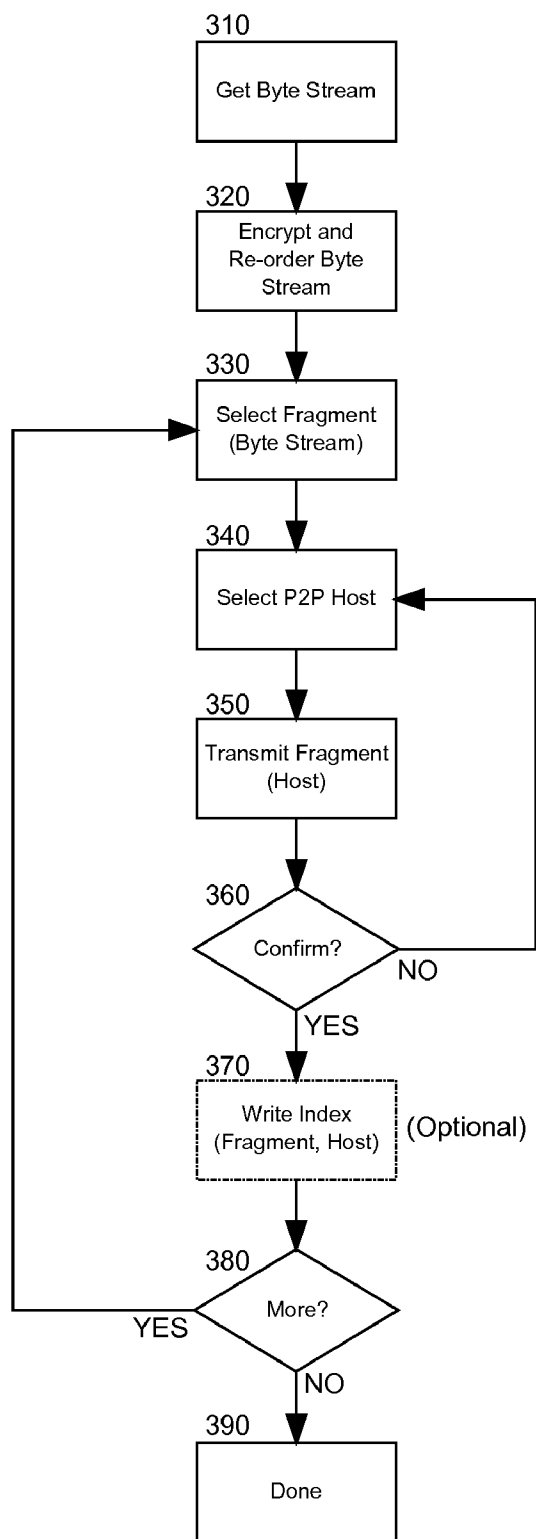 310
Get Byte Stream
320
Encrypt and
Re-order Byte
Stream
330
Select Fragment
(Byte Stream)
340
Select P2P Host
350
Transmit Fragment
(Host)
360
Confirm?
NO
YES
370
Write Index
(Fragment, Host)
(Optional)
380
More?
YES
NO
390
Done